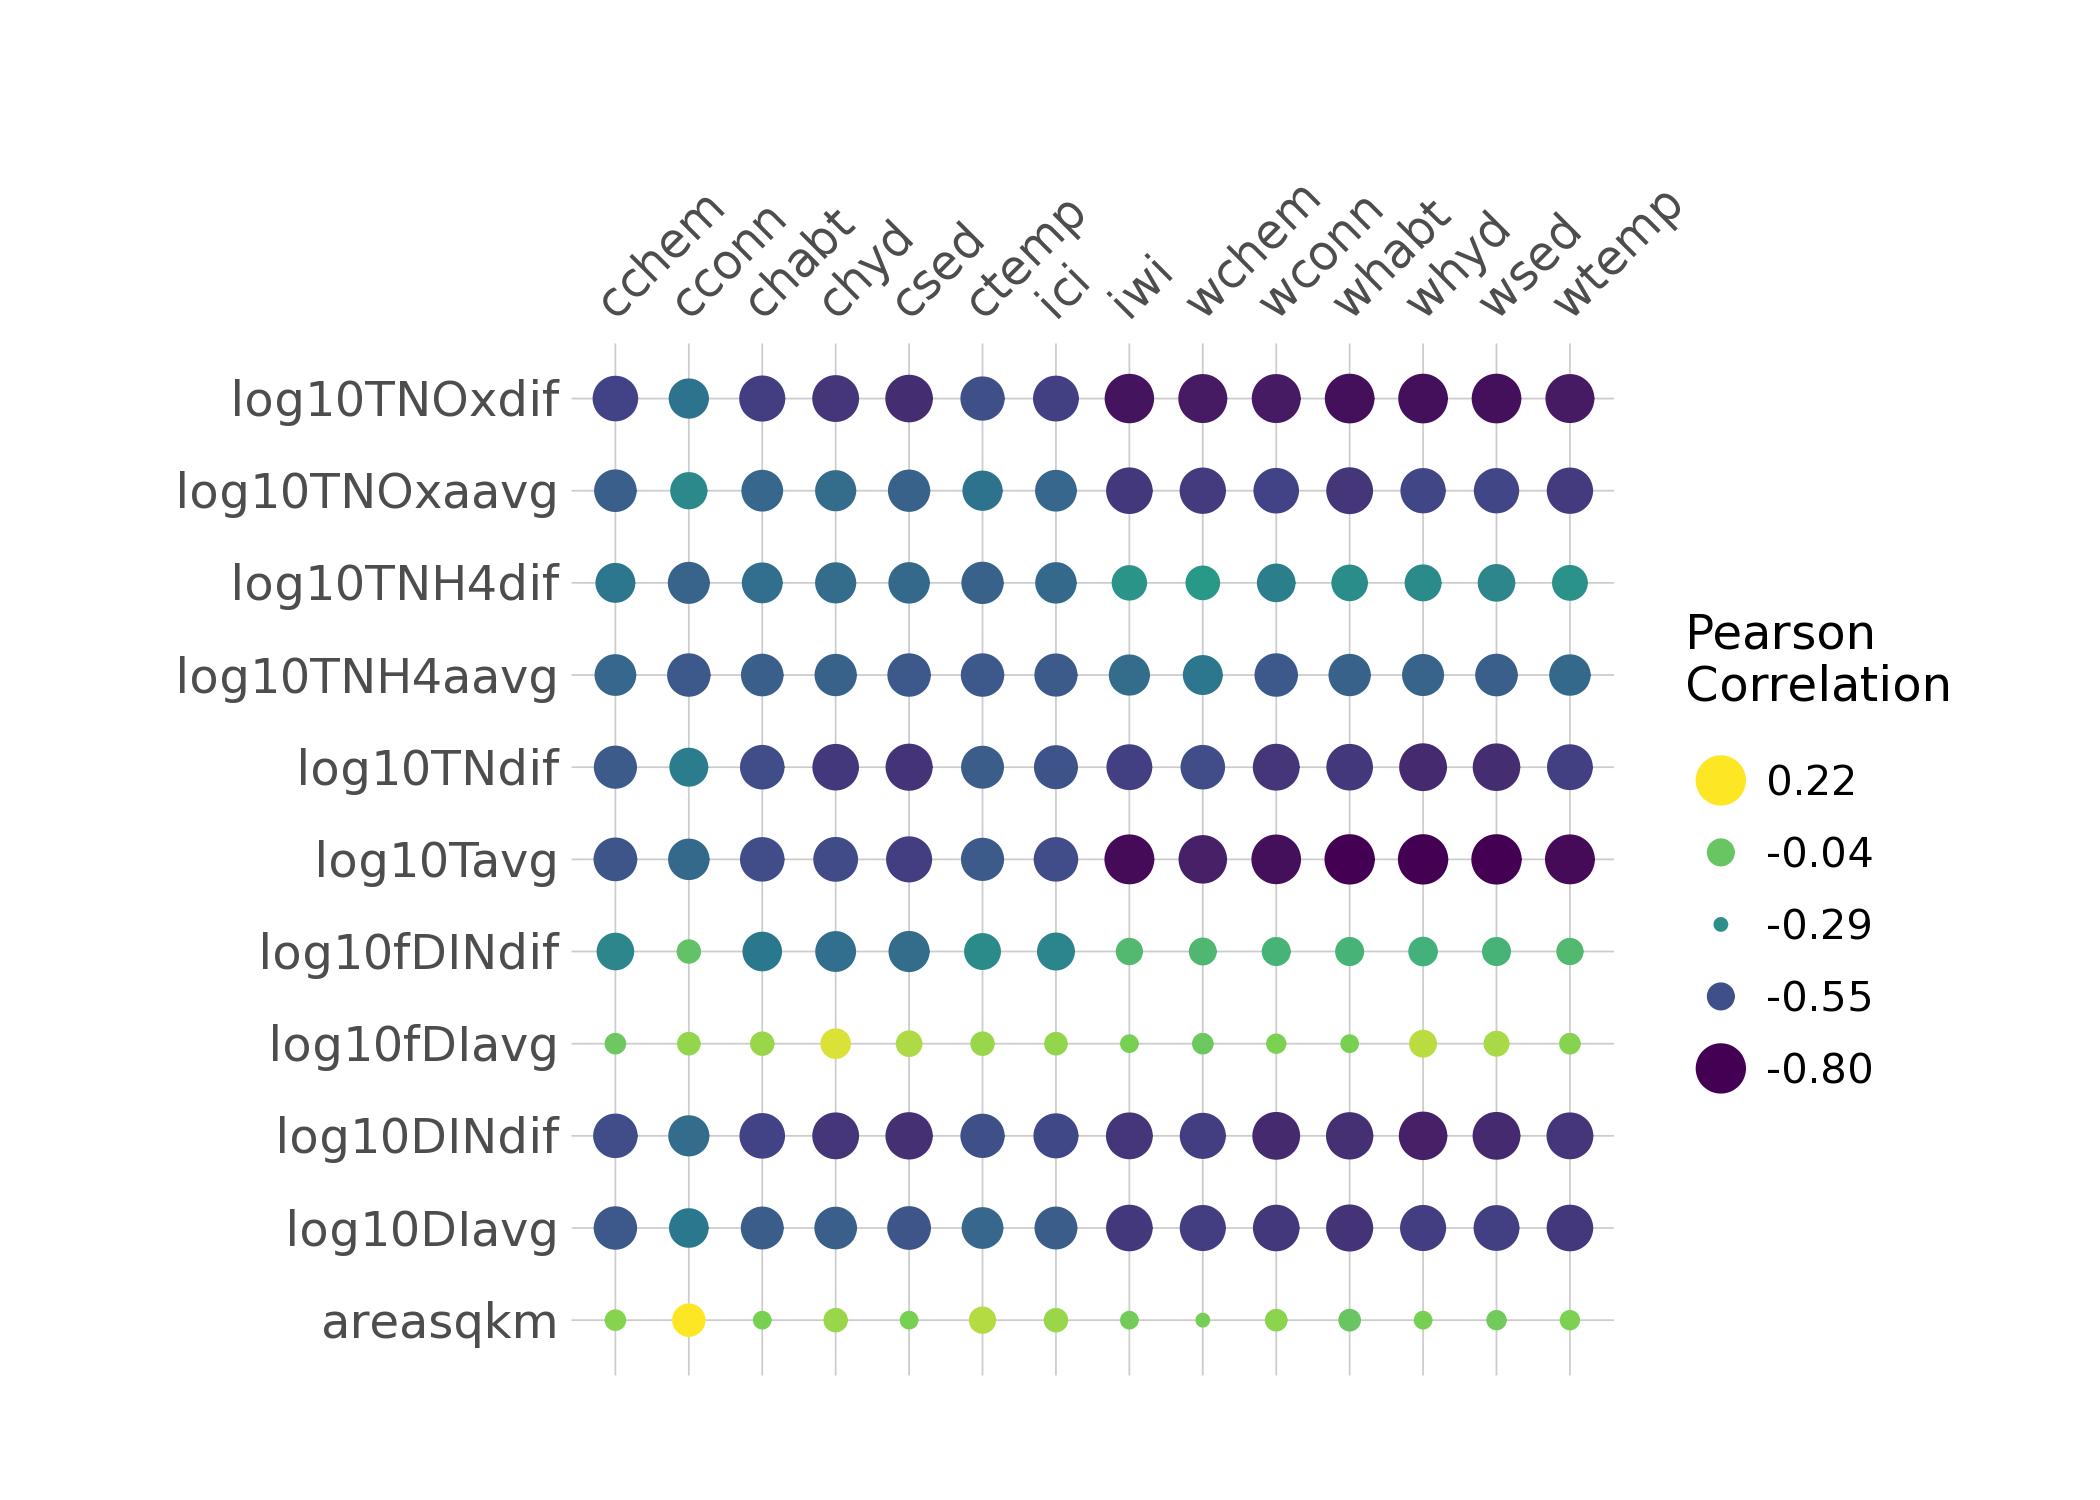 cchem
cconn
chabt
chyd
csed
ctemp
ici
iwi
wchem
wconn
whabt
whyd
wsed
wtemp
log10TNOxdif
log10TNOxaavg
log10TNH4dif
log10TNH4aavg
log10TNdif
log10Tavg
log10fDINdif
log10fDIavg
log10DINdif
log10DIavg
areasqkm
Pearson
Correlation
0.22
-0.04
-0.29
-0.55
-0.80